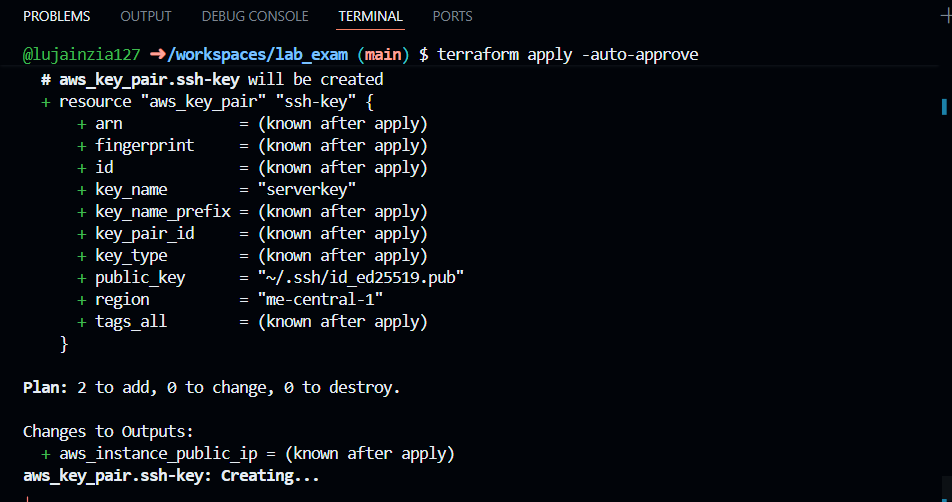 PROBLEMS OUTPUT DEBUG CONSOLE TERMINAL PORTS
@lujainzia127 ➜/workspaces/lab_exam (main) $ terraform apply -auto-approve
# aws_key_pair.ssh-key will be created
+ resource "aws_key_pair" "ssh-key" {
+ arn = (known after apply)
+ fingerprint = (known after apply)
+ id = (known after apply)
+ key_name = "serverkey"
+ key_name_prefix = (known after apply)
+ key_pair_id = (known after apply)
+ key_type = (known after apply)
+ public_key = "~/.ssh/id_ed25519.pub"
+ region = "me-central-1"
+ tags_all = (known after apply)
}
Plan: 2 to add, 0 to change, 0 to destroy.
Changes to Outputs:
+ aws_instance_public_ip = (known after apply)
aws_key_pair.ssh-key: Creating...